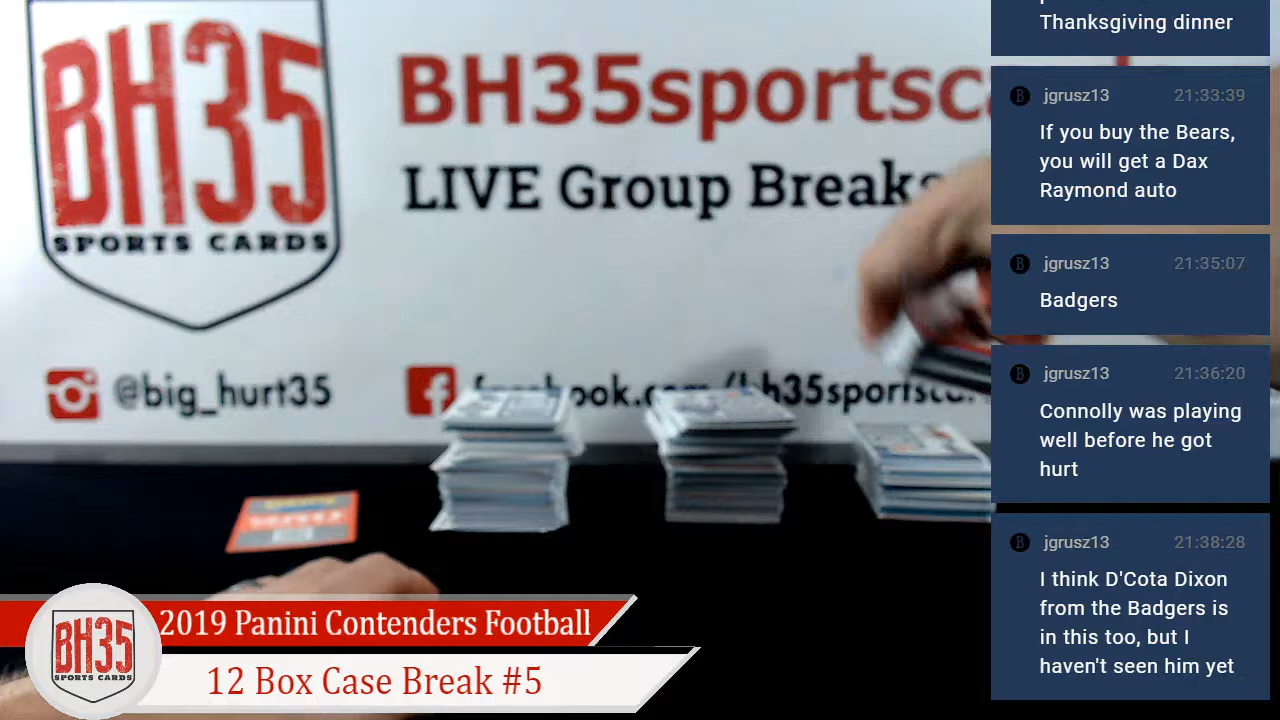 BH35
SPORTS CARDS
BH35sportsca
LIVE Group Breaks
@big_hurt35
Thanksgiving dinner
jgrusz13 21:33:39
If you buy the Bears,
you will get a Dax
Raymond auto
jgrusz13 21:35:07
Badgers
jgrusz13 21:36:20
Connolly was playing
well before he got
hurt
jgrusz13 21:38:28
I think D'Cota Dixon
from the Badgers is
in this too, but I
haven't seen him yet
BH35
SPORTS CARDS
2019 Panini Contenders Football
12 Box Case Break #5